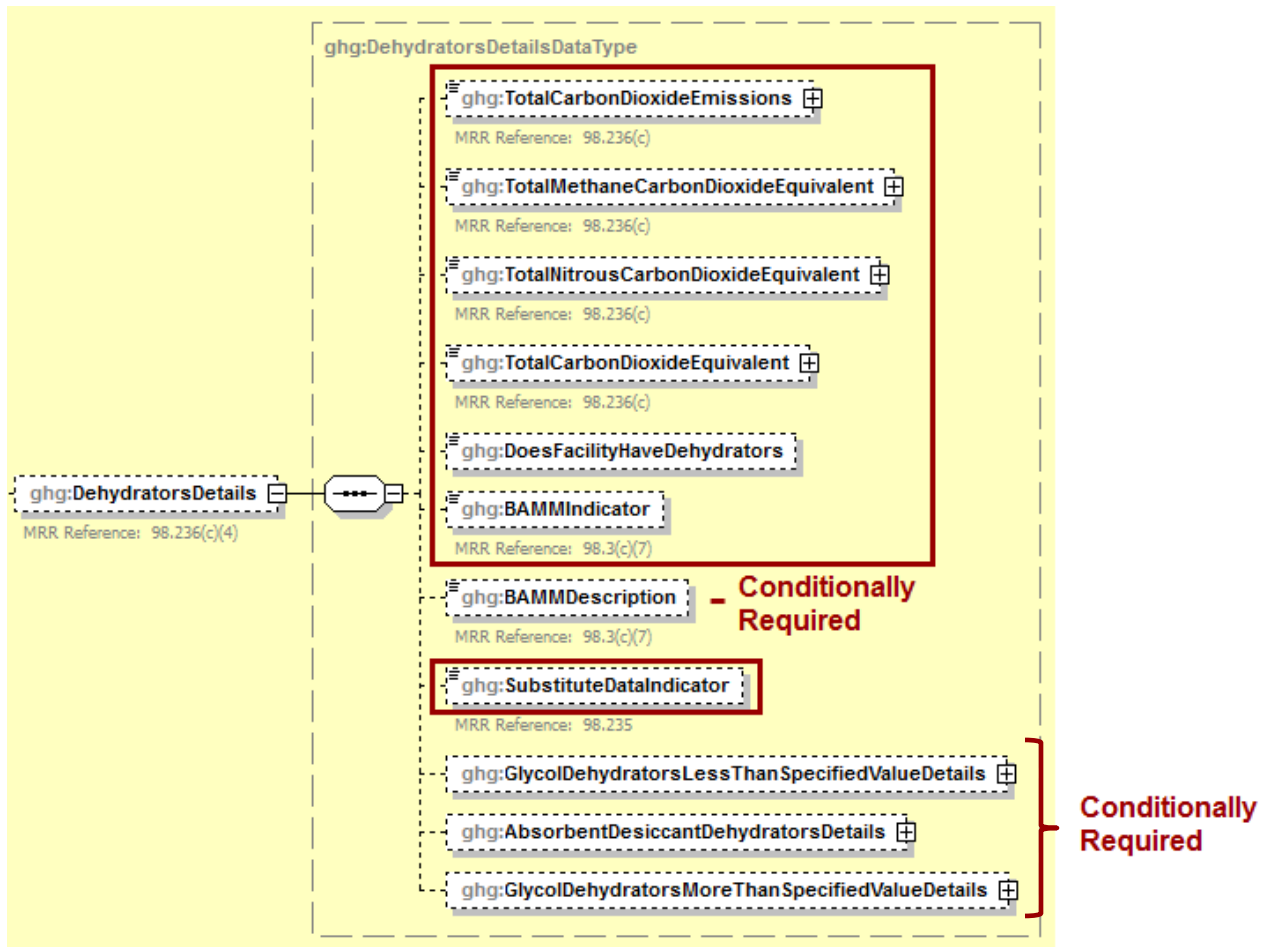 ghg:DehydratorsDetailsDataType
ghg:TotalCarbonDioxideEmissions
MRR Reference: 98.236(c)
ghg:TotalMethaneCarbonDioxideEquivalent
MRR Reference: 98.236(c)
ghg:TotalNitrousCarbonDioxideEquivalent
MRR Reference: 98.236(c)
ghg:TotalCarbonDioxideEquivalent
MRR Reference: 98.236(c)
ghg:DoesFacilityHaveDehydrators
ghg:DehydratorsDetails
MRR Reference: 98.236(c)(4)
ghg:BAMMIndicator
MRR Reference: 98.3(c)(7)
ghg:BAMMDescription
MRR Reference: 98.3(c)(7)
- Conditionally
Required
ghg:SubstituteDataIndicator
MRR Reference: 98.235
ghg:GlycolDehydratorsLessThanSpecifiedValueDetails
ghg:AbsorbentDesiccantDehydratorsDetails
ghg:GlycolDehydratorsMoreThanSpecifiedValueDetails
Conditionally
Required